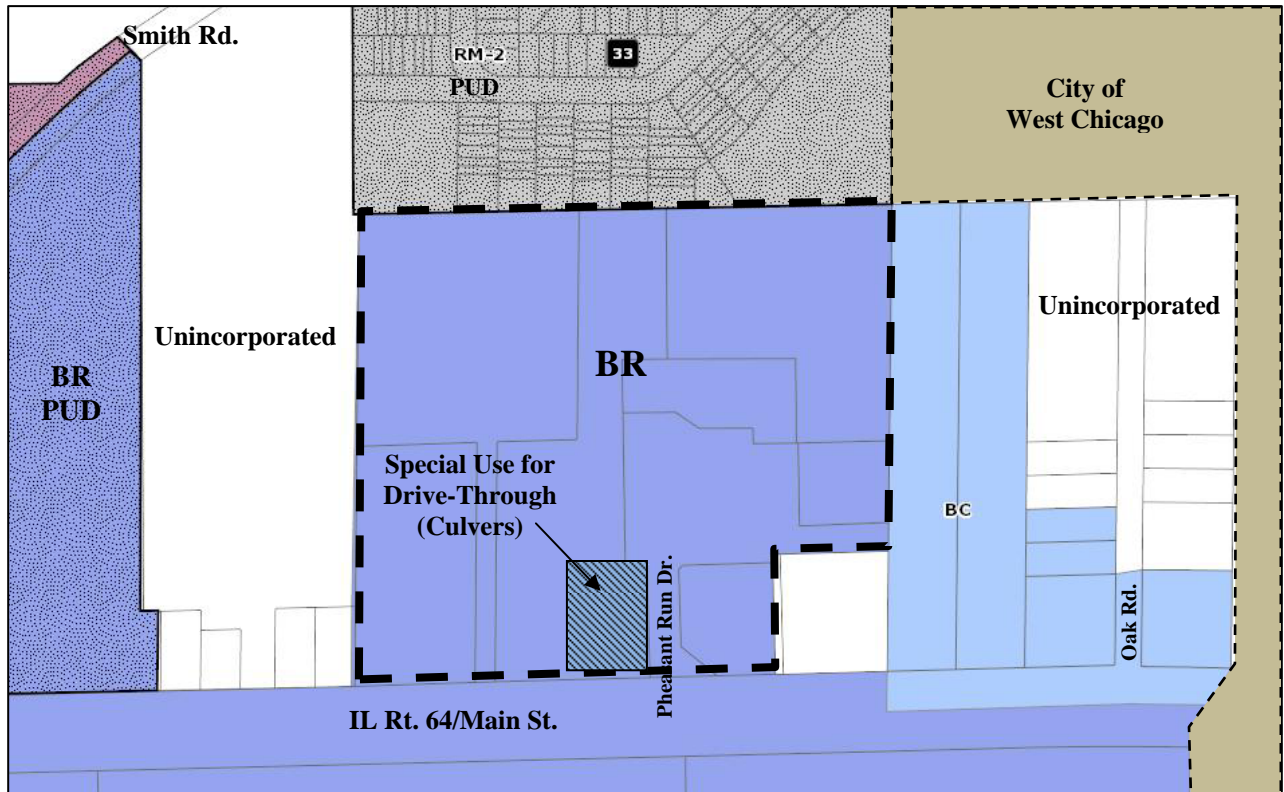 Smith Rd.
RM-2
33
PUD
City of
West Chicago
Unincorporated
Unincorporated
BR
BR
PUD
Special Use for
Drive-Through
(Culvers)
BC
Pheasant Run Dr.
Oak Rd.
IL Rt. 64/Main St.